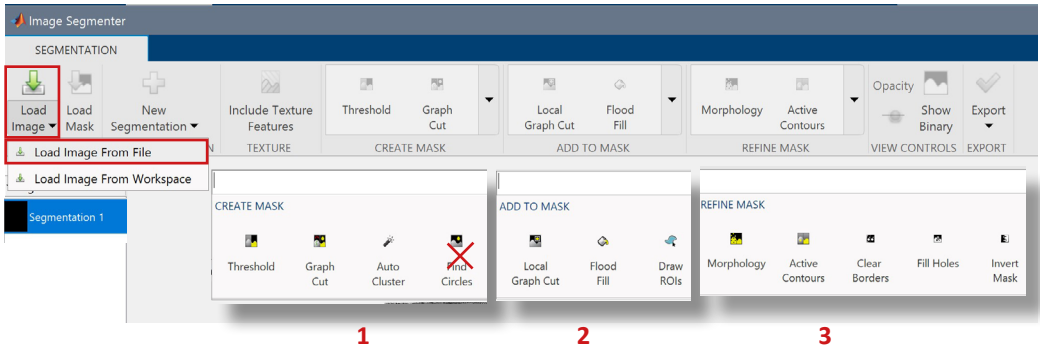 Image Segmenter
SEGMENTATION
Load Image
Load Mask
New Segmentation
Include Texture Features
Threshold
Graph Cut
Local Graph Cut
Flood Fill
Morphology
Active Contours
Opacity
Show Binary
Export
N
TEXTURE
CREATE MASK
ADD TO MASK
REFINE MASK
VIEW CONTROLS
EXPORT
Load Image From File
Load Image From Workspace
Segmentation 1
CREATE MASK
Threshold
Graph Cut
Auto Cluster
Find Circles
ADD TO MASK
Local Graph Cut
Flood Fill
Draw ROIs
REFINE MASK
Morphology
Active Contours
Clear Borders
Fill Holes
Invert Mask
1
2
3